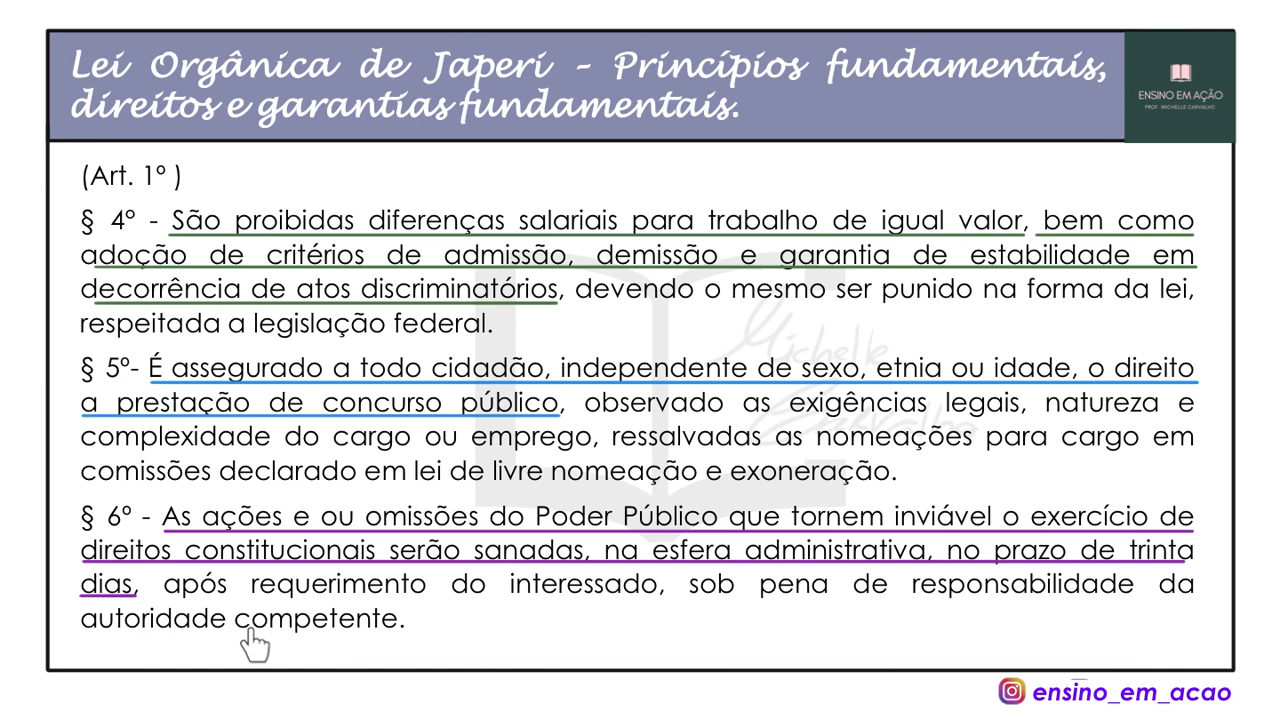 Lei Orgânica de Japeri – Princípios fundamentais,
direitos e garantias fundamentais.
ENSINO EM AÇÃO
PROF. MICHELLE CARVALHO
(Art. 1º )
§ 4º - São proibidas diferenças salariais para trabalho de igual valor, bem como
adoção de critérios de admissão, demissão e garantia de estabilidade em
decorrência de atos discriminatórios, devendo o mesmo ser punido na forma da lei,
respeitada a legislação federal.
§ 5º- É assegurado a todo cidadão, independente de sexo, etnia ou idade, o direito
a prestação de concurso público, observado as exigências legais, natureza e
complexidade do cargo ou emprego, ressalvadas as nomeações para cargo em
comissões declarado em lei de livre nomeação e exoneração.
§ 6º - As ações e ou omissões do Poder Público que tornem inviável o exercício de
direitos constitucionais serão sanadas, na esfera administrativa, no prazo de trinta
dias, após requerimento do interessado, sob pena de responsabilidade da
autoridade competente.
Michelle
Carvalho
ensino_em_acao